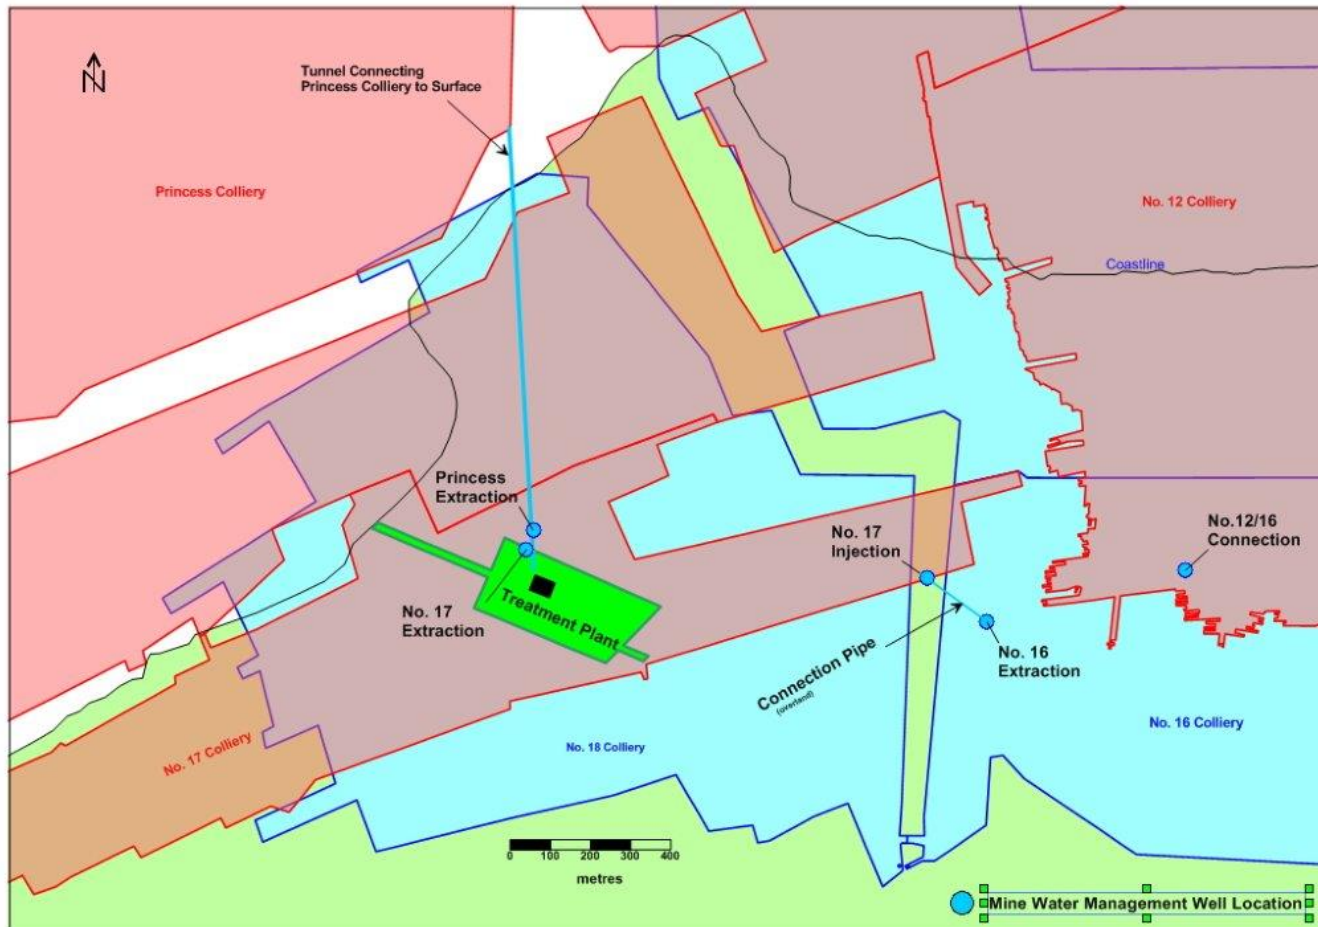 N
Tunnel Connecting
Princess Colliery to Surface
Princess Colliery
No. 12 Colliery
Coastline
Princess
Extraction
No. 17
Injection
No.12/16
Connection
No. 17
Extraction
Treatment Plant
No. 16
Extraction
Connection Pipe
(overland)
No. 17 Colliery
No. 18 Colliery
No. 16 Colliery
0 100 200 300 400
metres
Mine Water Management Well Location